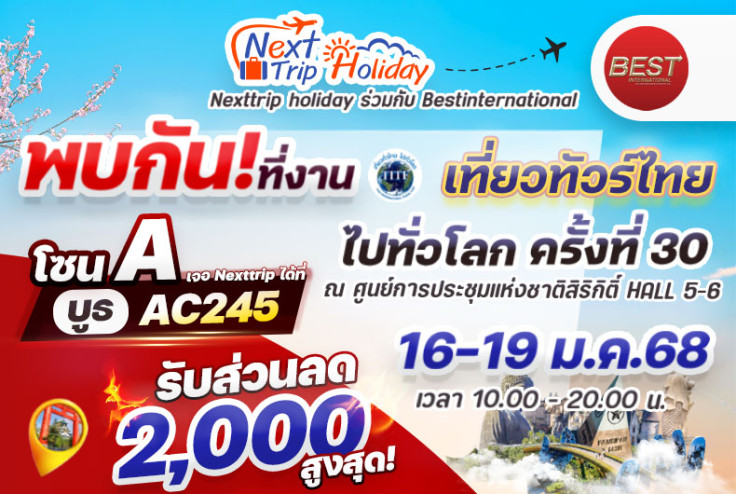 Next Trip Holiday
BEST
INTERNATIONAL
Nexttrip holiday ร่วมกับ Bestinternational
พบกัน! ที่งาน
TTTF
เที่ยวทั่วไทย
ไปทั่วโลก ครั้งที่ 30
ณ ศูนย์การประชุมแห่งชาติสิริกิติ์ HALL 5-6
โซน A เจอ Nexttrip ได้ที่
บูธ AC245
16-19 ม.ค.68
เวลา 10.00 - 20.00 น.
รับส่วนลด
2,000
สูงสุด!